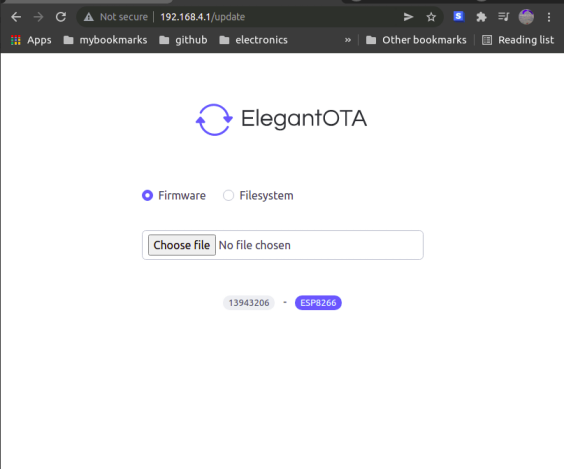 Not secure | 192.168.4.1/update
Apps mybookmarks github electronics » Other bookmarks Reading list
ElegantOTA
Firmware Filesystem
Choose file No file chosen
13943206 - ESP8266